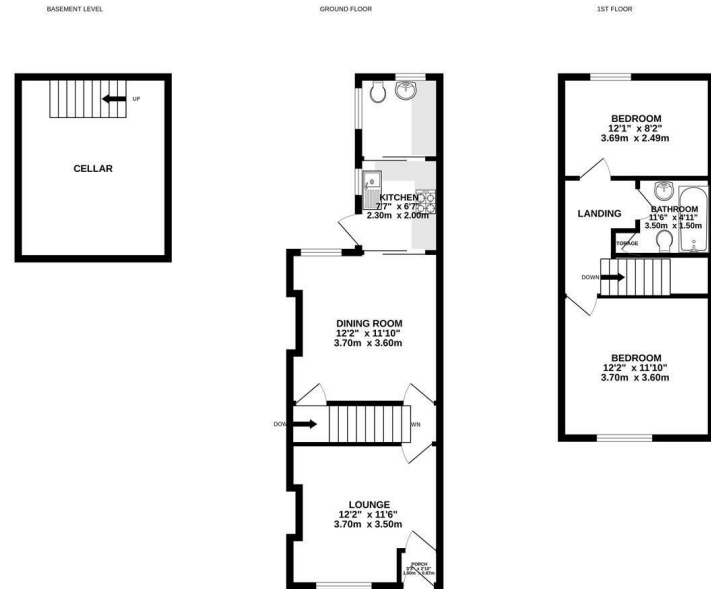 BASEMENT LEVEL
GROUND FLOOR
1ST FLOOR
UP
CELLAR
KITCHEN
7'7" x 6'7"
2.30m x 2.00m
DINING ROOM
12'2" x 11'10"
3.70m x 3.60m
LOUNGE
12'2" x 11'6"
3.70m x 3.50m
PORCH
BEDROOM
12'1" x 8'2"
3.69m x 2.49m
LANDING
BATHROOM
11'6" x 4'11"
3.50m x 1.50m
TORAGE
DOWN
BEDROOM
12'2" x 11'10"
3.70m x 3.60m